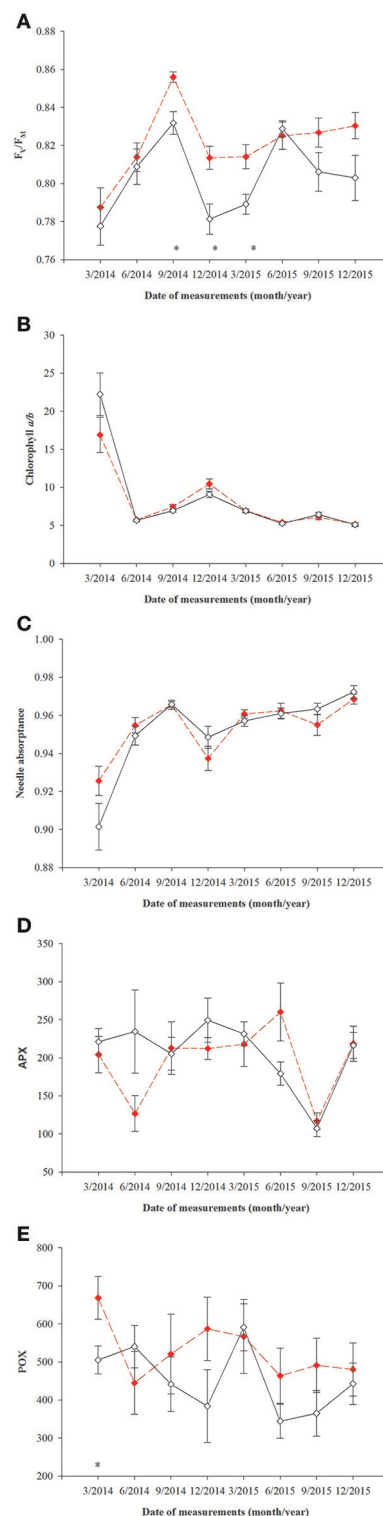 A
0.88
0.86
0.84
0.82
0.80
0.78
0.76
FV/FM
* * *
3/2014 6/2014 9/2014 12/2014 3/2015 6/2015 9/2015 12/2015
Date of measurements (month/year)
B
30
25
20
15
10
5
0
Chlorophyll a/b
3/2014 6/2014 9/2014 12/2014 3/2015 6/2015 9/2015 12/2015
Date of measurements (month/year)
C
1.00
0.98
0.96
0.94
0.92
0.90
0.88
Needle absorptance
3/2014 6/2014 9/2014 12/2014 3/2015 6/2015 9/2015 12/2015
Date of measurements (month/year)
D
350
300
250
200
150
100
50
APX
3/2014 6/2014 9/2014 12/2014 3/2015 6/2015 9/2015 12/2015
Date of measurements (month/year)
E
800
700
600
500
400
300
200
POX
*
3/2014 6/2014 9/2014 12/2014 3/2015 6/2015 9/2015 12/2015
Date of measurements (month/year)